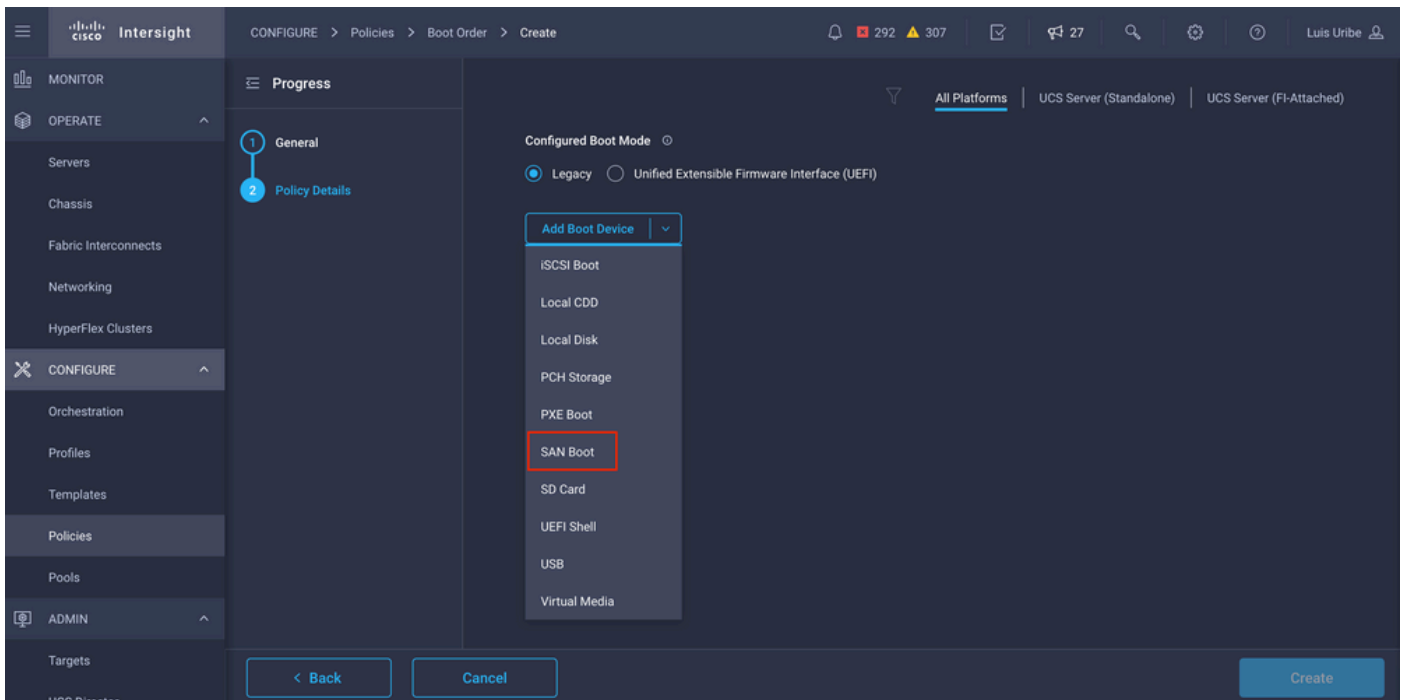 cisco Intersight
CONFIGURE > Policies > Boot Order > Create
292 307
27
Luis Uribe
MONITOR
OPERATE
Servers
Chassis
Fabric Interconnects
Networking
HyperFlex Clusters
CONFIGURE
Orchestration
Profiles
Templates
Policies
Pools
ADMIN
Targets
Progress
1 General
2 Policy Details
All Platforms | UCS Server (Standalone) | UCS Server (FI-Attached)
Configured Boot Mode
Legacy Unified Extensible Firmware Interface (UEFI)
Add Boot Device
iSCSI Boot
Local CDD
Local Disk
PCH Storage
PXE Boot
SAN Boot
SD Card
UEFI Shell
USB
Virtual Media
< Back Cancel Create